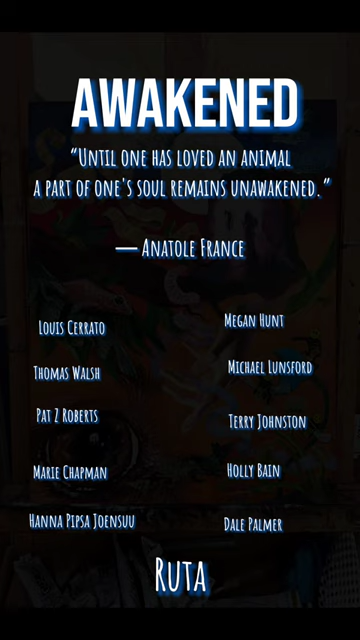 AWAKENED
“Until one has loved an animal
a part of one's soul remains unawakened.”
— Anatole France
Louis Cerrato
Megan Hunt
Thomas Walsh
Michael Lunsford
Pat Z Roberts
Terry Johnston
Marie Chapman
Holly Bain
Hanna Pipsa Joensuu
Dale Palmer
Ruta